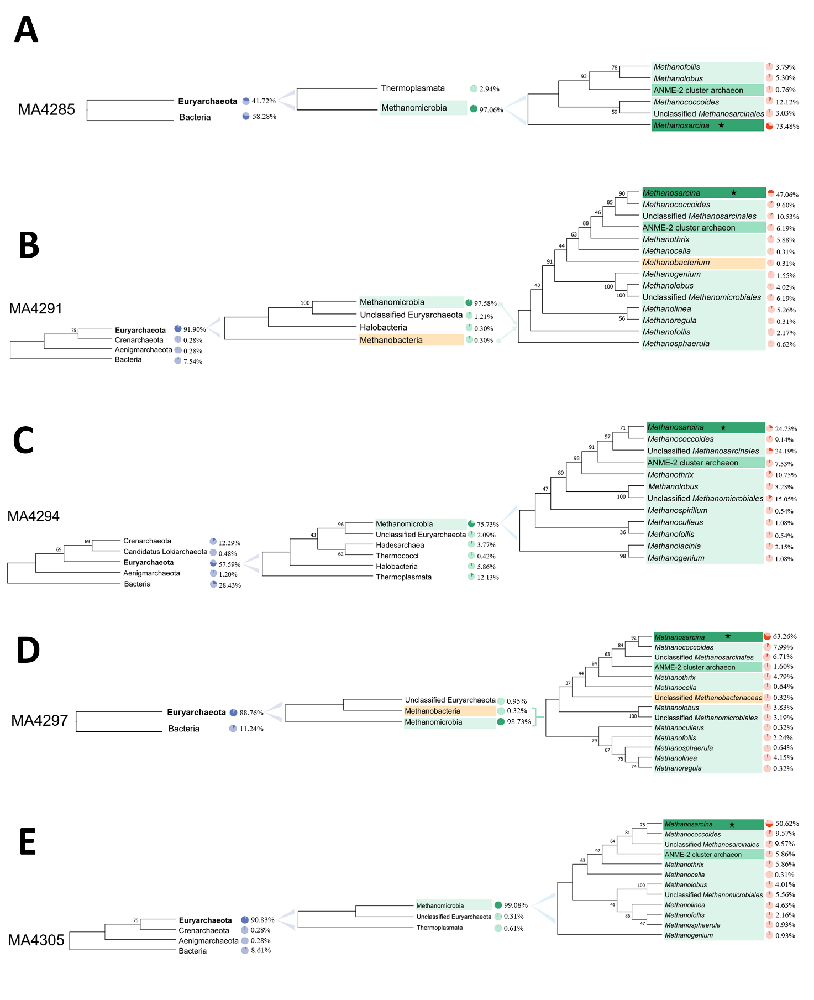 A
MA4285
Euryarchaeota 41.72%
Bacteria 58.28%
Thermoplasmata 2.94%
Methanomicrobia 97.06%
78
93
59
Methanofollis 3.79%
Methanolobus 5.30%
ANME-2 cluster archaeon 0.76%
Methanococcoides 12.12%
Unclassified Methanosarcinales 3.03%
Methanosarcina ★ 73.48%
B
MA4291
75
Euryarchaeota 91.90%
Crenarchaeota 0.28%
Aenigmarchaeota 0.28%
Bacteria 7.54%
100
Methanomicrobia 97.58%
Unclassified Euryarchaeota 1.21%
Halobacteria 0.30%
Methanobacteria 0.30%
90
85
46
88
63
44
91
100
100
42
56
Methanosarcina ★ 47.06%
Methanococcoides 9.60%
Unclassified Methanosarcinales 10.53%
ANME-2 cluster archaeon 6.19%
Methanothrix 5.88%
Methanocella 0.31%
Methanobacterium 0.31%
Methanogenium 1.55%
Methanolobus 4.02%
Unclassified Methanomicrobiales 6.19%
Methanolinea 5.26%
Methanoregula 0.31%
Methanofollis 2.17%
Methanosphaerula 0.62%
C
MA4294
69
69
Crenarchaeota 12.29%
Candidatus Lokiarchaeota 0.48%
Euryarchaeota 57.59%
Aenigmarchaeota 1.20%
Bacteria 28.43%
96
43
62
Methanomicrobia 75.73%
Unclassified Euryarchaeota 2.09%
Hadesarchaea 3.77%
Thermococci 0.42%
Halobacteria 5.86%
Thermoplasmata 12.13%
71
97
91
98
89
47
100
36
98
Methanosarcina ★ 24.73%
Methanococcoides 9.14%
Unclassified Methanosarcinales 24.19%
ANME-2 cluster archaeon 7.53%
Methanothrix 10.75%
Methanolobus 3.23%
Unclassified Methanomicrobiales 15.05%
Methanospirillum 0.54%
Methanoculleus 1.08%
Methanofollis 0.54%
Methanolacinia 2.15%
Methanogenium 1.08%
D
MA4297
Euryarchaeota 88.76%
Bacteria 11.24%
Unclassified Euryarchaeota 0.95%
Methanobacteria 0.32%
Methanomicrobia 98.73%
92
84
63
84
44
37
100
79
67
75
74
Methanosarcina ★ 63.26%
Methanococcoides 7.99%
Unclassified Methanosarcinales 6.71%
ANME-2 cluster archaeon 1.60%
Methanothrix 4.79%
Methanocella 0.64%
Unclassified Methanobacteriaceae 0.32%
Methanolobus 3.83%
Unclassified Methanomicrobiales 3.19%
Methanoculleus 0.32%
Methanofollis 2.24%
Methanosphaerula 0.64%
Methanolinea 4.15%
Methanoregula 0.32%
E
MA4305
75
Euryarchaeota 90.83%
Crenarchaeota 0.28%
Aenigmarchaeota 0.28%
Bacteria 8.61%
Methanomicrobia 99.08%
Unclassified Euryarchaeota 0.31%
Thermoplasmata 0.61%
78
81
64
92
63
100
41
86
47
Methanosarcina ★ 50.62%
Methanococcoides 9.57%
Unclassified Methanosarcinales 9.57%
ANME-2 cluster archaeon 5.86%
Methanothrix 5.86%
Methanocella 0.31%
Methanolobus 4.01%
Unclassified Methanomicrobiales 5.56%
Methanolinea 4.63%
Methanofollis 2.16%
Methanosphaerula 0.93%
Methanogenium 0.93%